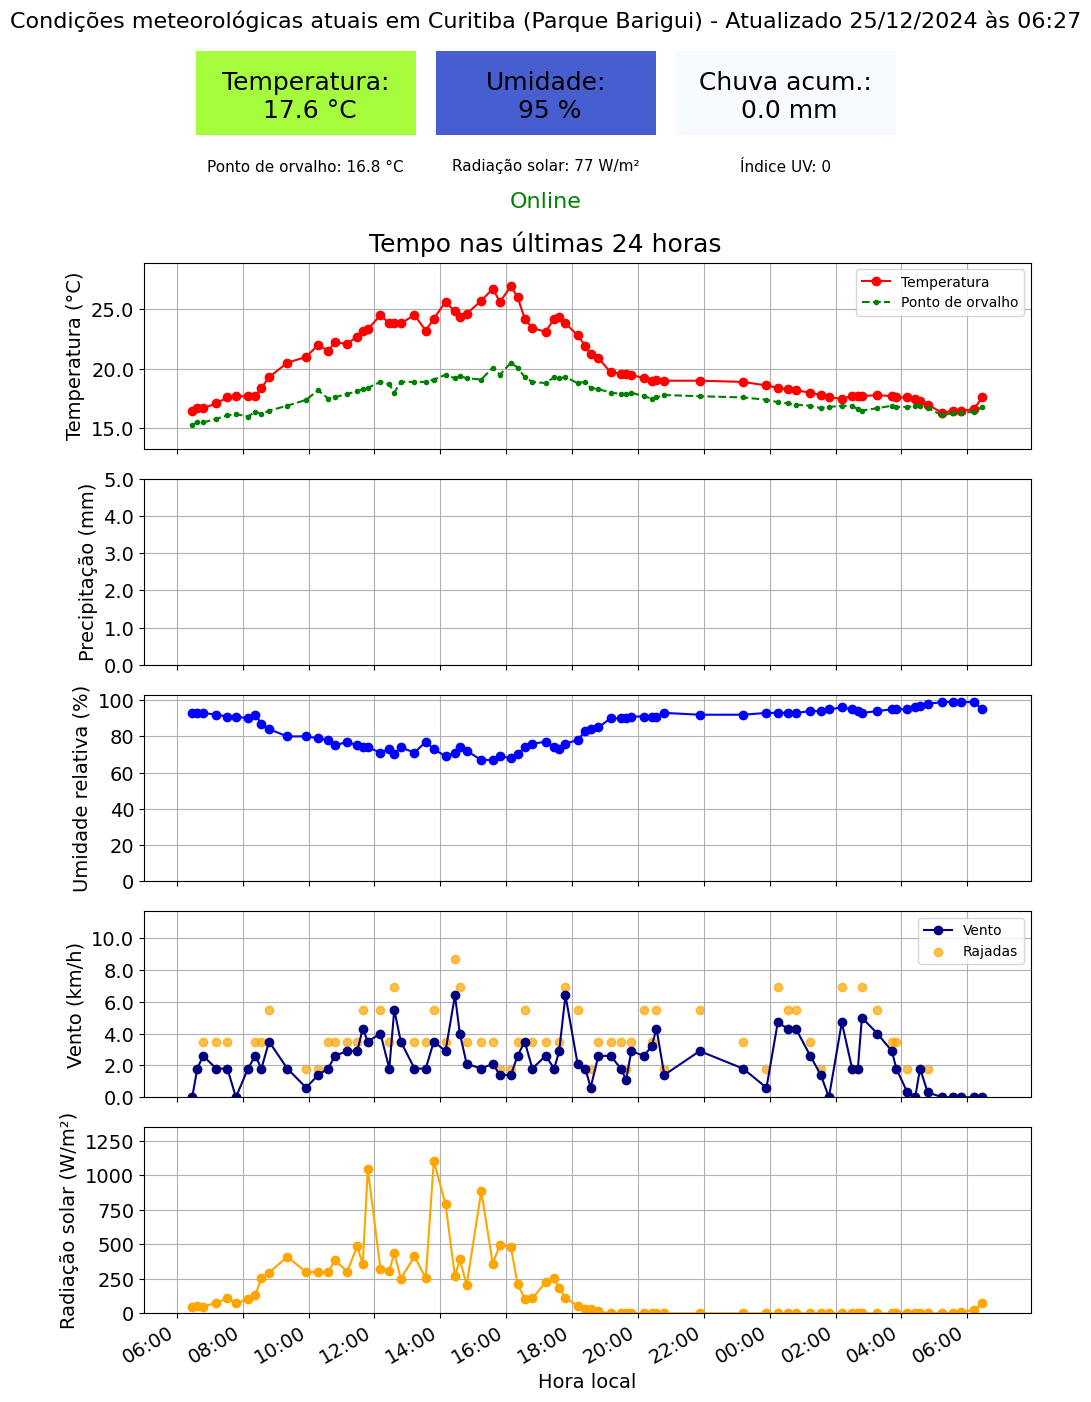 Condições meteorológicas atuais em Curitiba (Parque Barigui) - Atualizado 25/12/2024 às 06:27
Temperatura:
17.6 °C
Umidade:
95 %
Chuva acum.:
0.0 mm
Ponto de orvalho: 16.8 °C
Radiação solar: 77 W/m²
Índice UV: 0
Online
Tempo nas últimas 24 horas
Temperatura (°C)
25.0
20.0
15.0
Temperatura
Ponto de orvalho
Precipitação (mm)
5.0
4.0
3.0
2.0
1.0
0.0
Umidade relativa (%)
100
80
60
40
20
0
Vento (km/h)
10.0
8.0
6.0
4.0
2.0
0.0
Vento
Rajadas
Radiação solar (W/m²)
1250
1000
750
500
250
0
06:00
08:00
10:00
12:00
14:00
16:00
18:00
20:00
22:00
00:00
02:00
04:00
06:00
Hora local